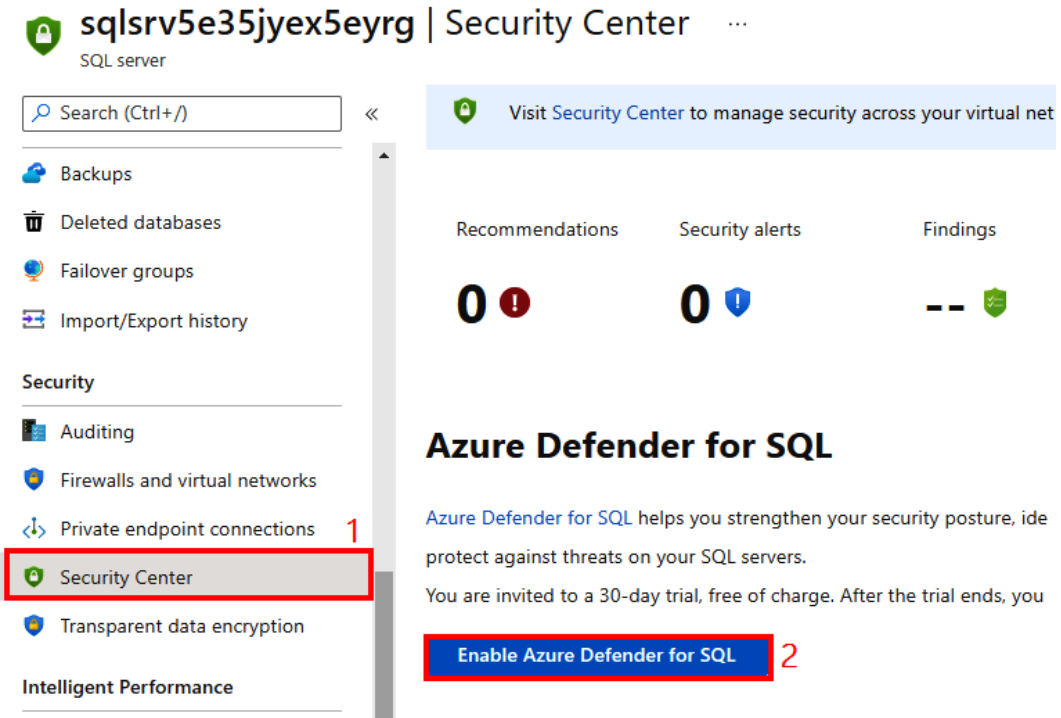 sqlsrv5e35jyex5eyrg | Security Center ...
SQL server
Search (Ctrl+/)
«
Backups
Deleted databases
Failover groups
Import/Export history
Security
Auditing
Firewalls and virtual networks
Private endpoint connections
1
Security Center
Transparent data encryption
Intelligent Performance
Visit Security Center to manage security across your virtual net
Recommendations Security alerts Findings
0 0 --
Azure Defender for SQL
Azure Defender for SQL helps you strengthen your security posture, ide
protect against threats on your SQL servers.
You are invited to a 30-day trial, free of charge. After the trial ends, you
Enable Azure Defender for SQL 2